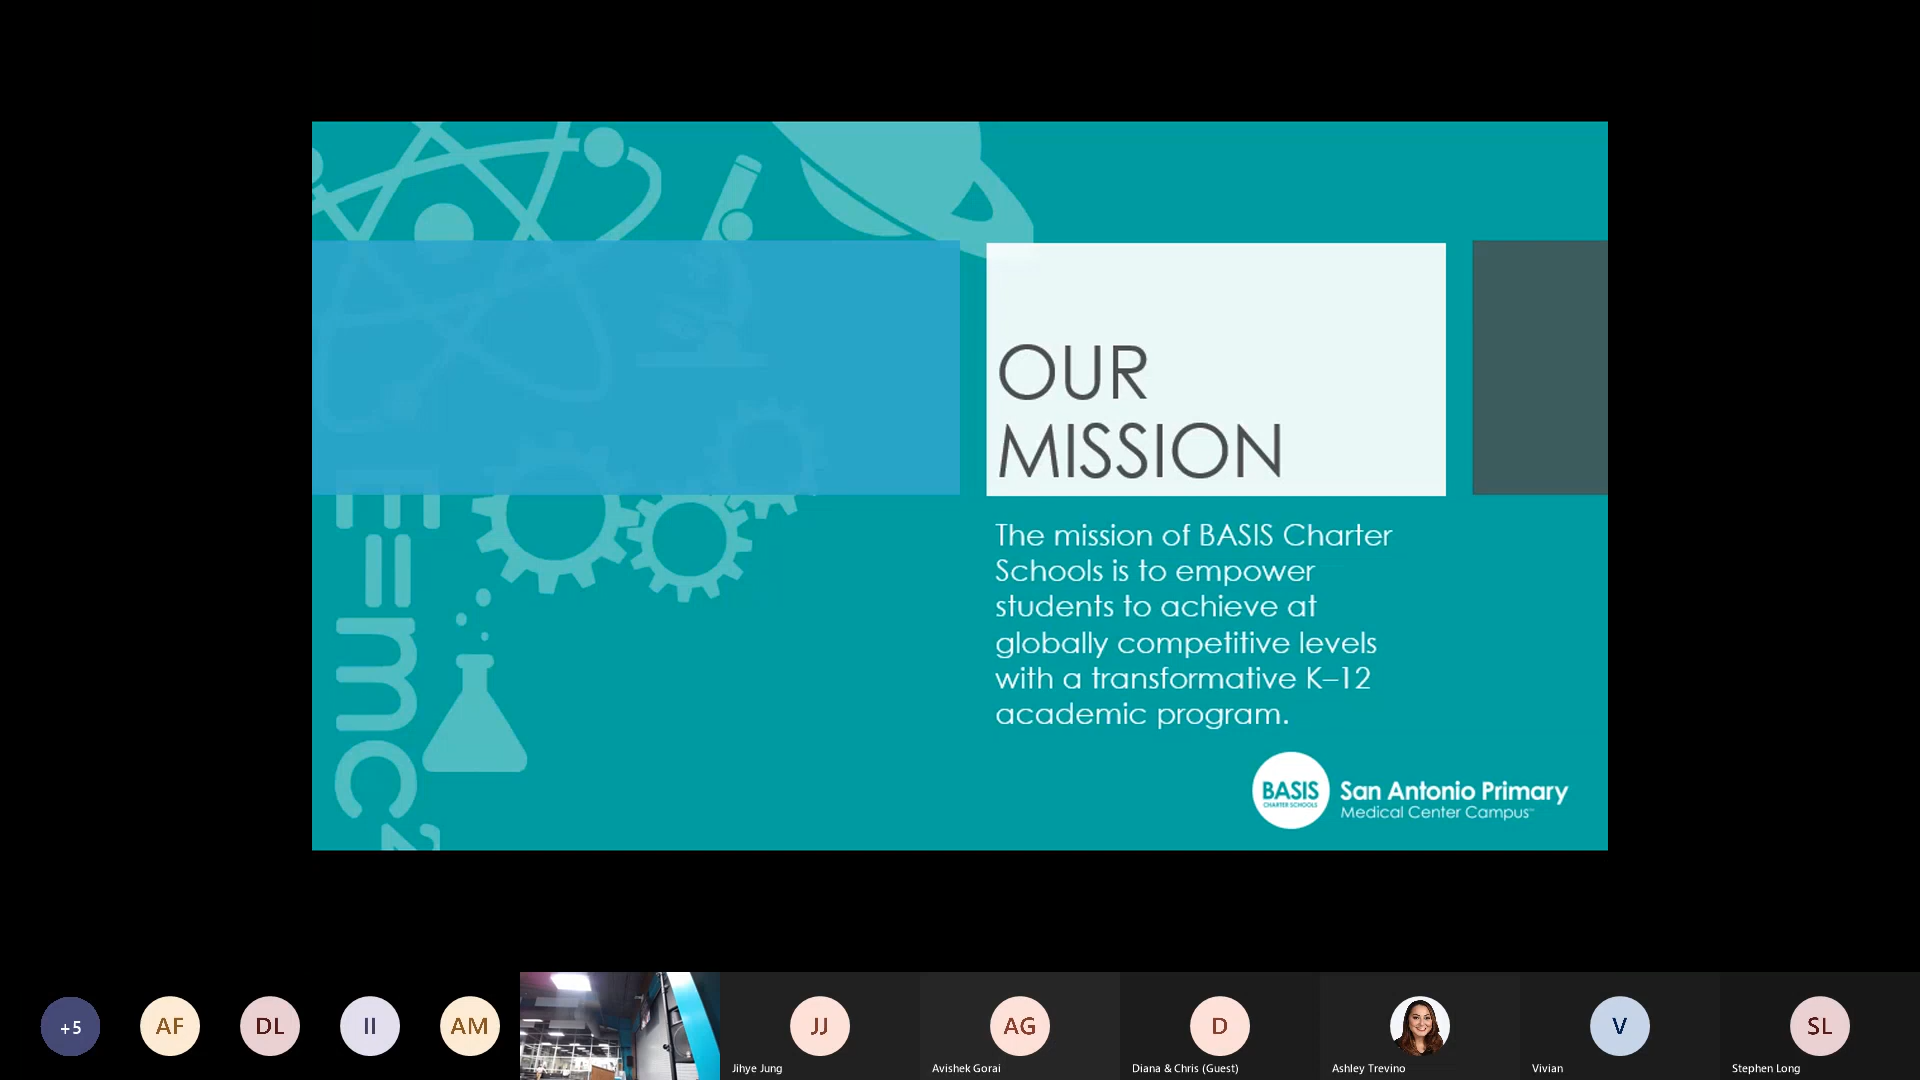 OUR
MISSION
The mission of BASIS Charter
Schools is to empower
students to achieve at
globally competitive levels
with a transformative K–12
academic program.
E=mc2
BASIS
CHARTER SCHOOLS
San Antonio Primary
Medical Center Campus℠
+5
AF
DL
II
AM
JJ
Jihye Jung
AG
Avishek Gorai
D
Diana & Chris (Guest)
Ashley Trevino
V
Vivian
SL
Stephen Long